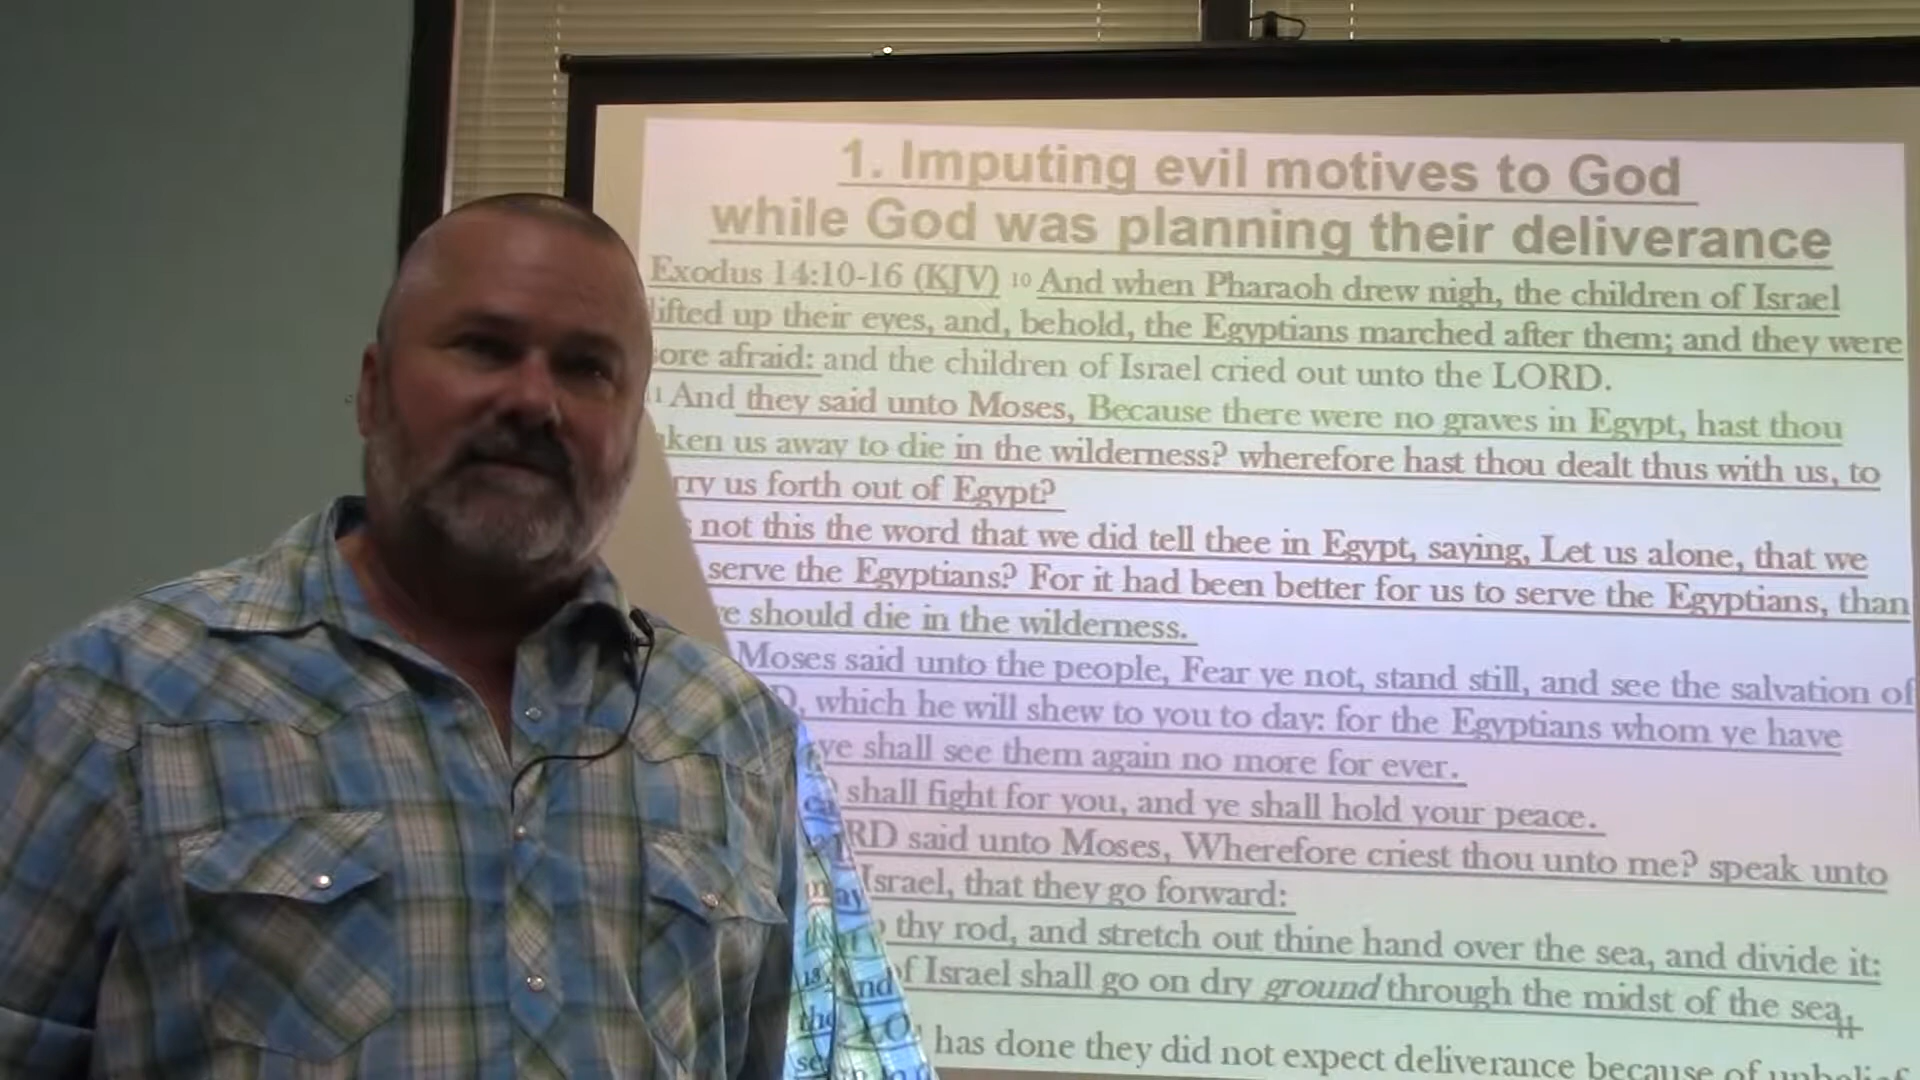 1. Imputing evil motives to God
while God was planning their deliverance
Exodus 14:10-16 (KJV) 10 And when Pharaoh drew nigh, the children of Israel
ifted up their eyes, and, behold, the Egyptians marched after them; and they were
ore afraid: and the children of Israel cried out unto the LORD.
1 And they said unto Moses, Because there were no graves in Egypt, hast thou
ken us away to die in the wilderness? wherefore hast thou dealt thus with us, to
rry us forth out of Egypt?
not this the word that we did tell thee in Egypt, saying, Let us alone, that we
serve the Egyptians? For it had been better for us to serve the Egyptians, than
e should die in the wilderness.
Moses said unto the people, Fear ye not, stand still, and see the salvation of
D, which he will shew to you to day: for the Egyptians whom ye have
ye shall see them again no more for ever.
shall fight for you, and ye shall hold your peace.
RD said unto Moses, Wherefore criest thou unto me? speak unto
Israel, that they go forward:
thy rod, and stretch out thine hand over the sea, and divide it:
of Israel shall go on dry ground through the midst of the sea.
has done they did not expect deliverance because of unbelief